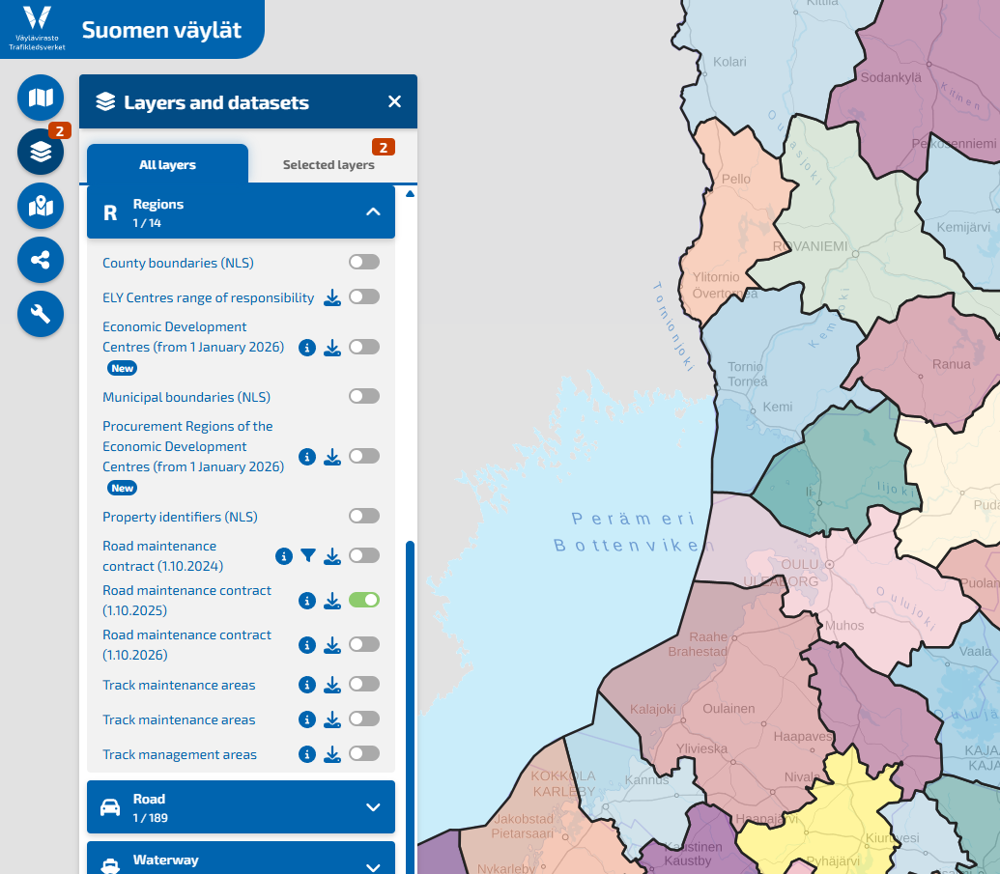 Väylävirasto
Trafikledsverket
Suomen väylät
2
Layers and datasets
All layers
Selected layers
2
R
Regions
1 / 14
County boundaries (NLS)
ELY Centres range of responsibility
Economic Development
Centres (from 1 January 2026)
New
Municipal boundaries (NLS)
Procurement Regions of the
Economic Development
Centres (from 1 January 2026)
New
Property identifiers (NLS)
Road maintenance
contract (1.10.2024)
Road maintenance contract
(1.10.2025)
Road maintenance contract
(1.10.2026)
Track maintenance areas
Track maintenance areas
Track management areas
Road
1 / 189
Waterway
Kittilä
Kolari
Sodankylä
Kitinen
Ounasjoki
Pelkosenniemi
Pello
Kemijärvi
ROVANIEMI
Ylitornio
Övertorneå
Tornionjoki
Kemijoki
Ranua
Tornio
Torneå
Kemi
Ii
Iijoki
Pudas
Perämeri
Bottenviken
OULU
ULEÅBORG
Oulujoki
Puolan
Muhos
Raahe
Brahestad
Vaala
Oulujä
Kalajoki
Oulainen
Haapavesi
KAJA
KAJA
Ylivieska
Nivala
KOKKOLA
KARLEBY
Kannus
Haapajärvi
Jakobstad
Pietarsaari
Kiuruvesi
Kaustinen
Kaustby
Pyhäjärvi
Nykarleby